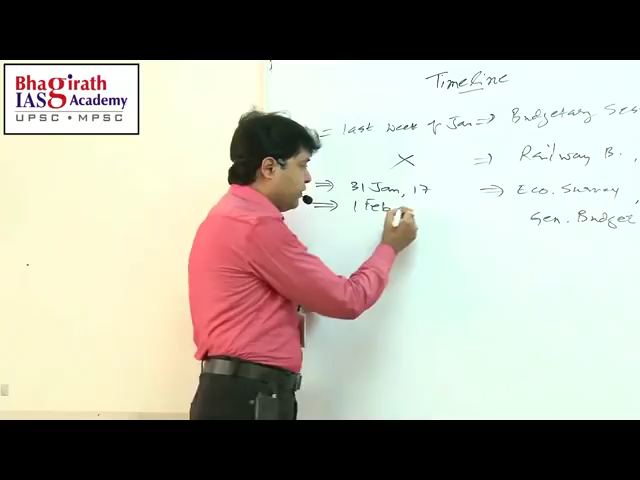 Bhagirath
IAS Academy
UPSC • MPSC
Timeline
= last week of Jan => Budgetary Ses
X => Railway B. ,
=> 31 Jan, 17 => Eco. Survey ,
=> 1 Feb Gen. Budget